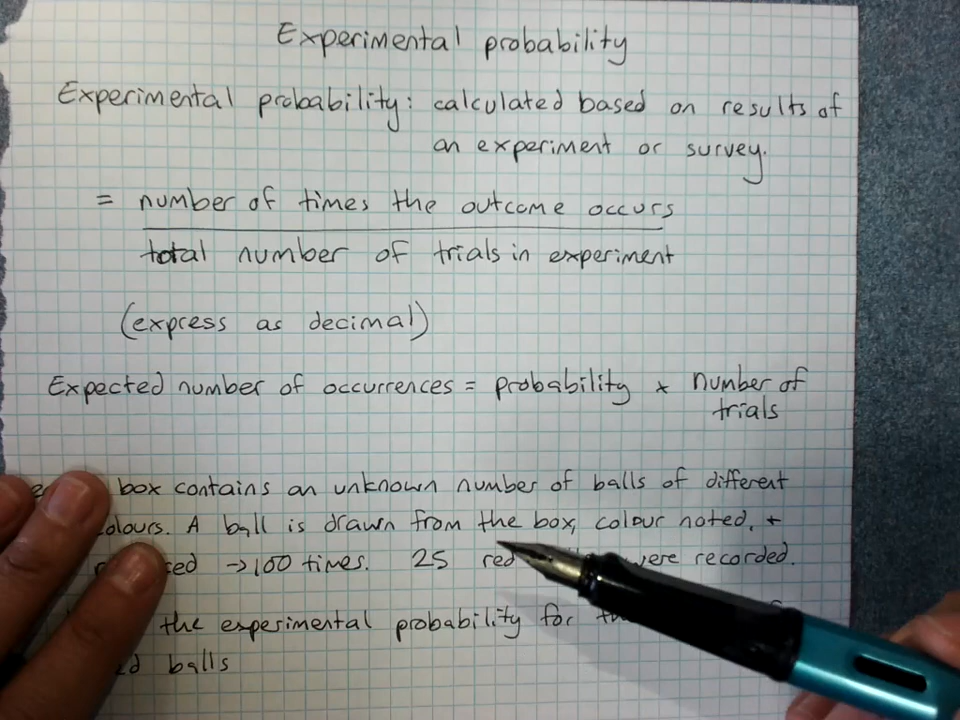 Experimental probability
Experimental probability: calculated based on results of
an experiment or survey.
= number of times the outcome occurs
total number of trials in experiment
(express as decimal)
Expected number of occurrences = probability × number of
trials
box contains an unknown number of balls of different
colours. A ball is drawn from the box, colour noted, +
→ 100 times. 25 red were recorded.
the experimental probability for
balls